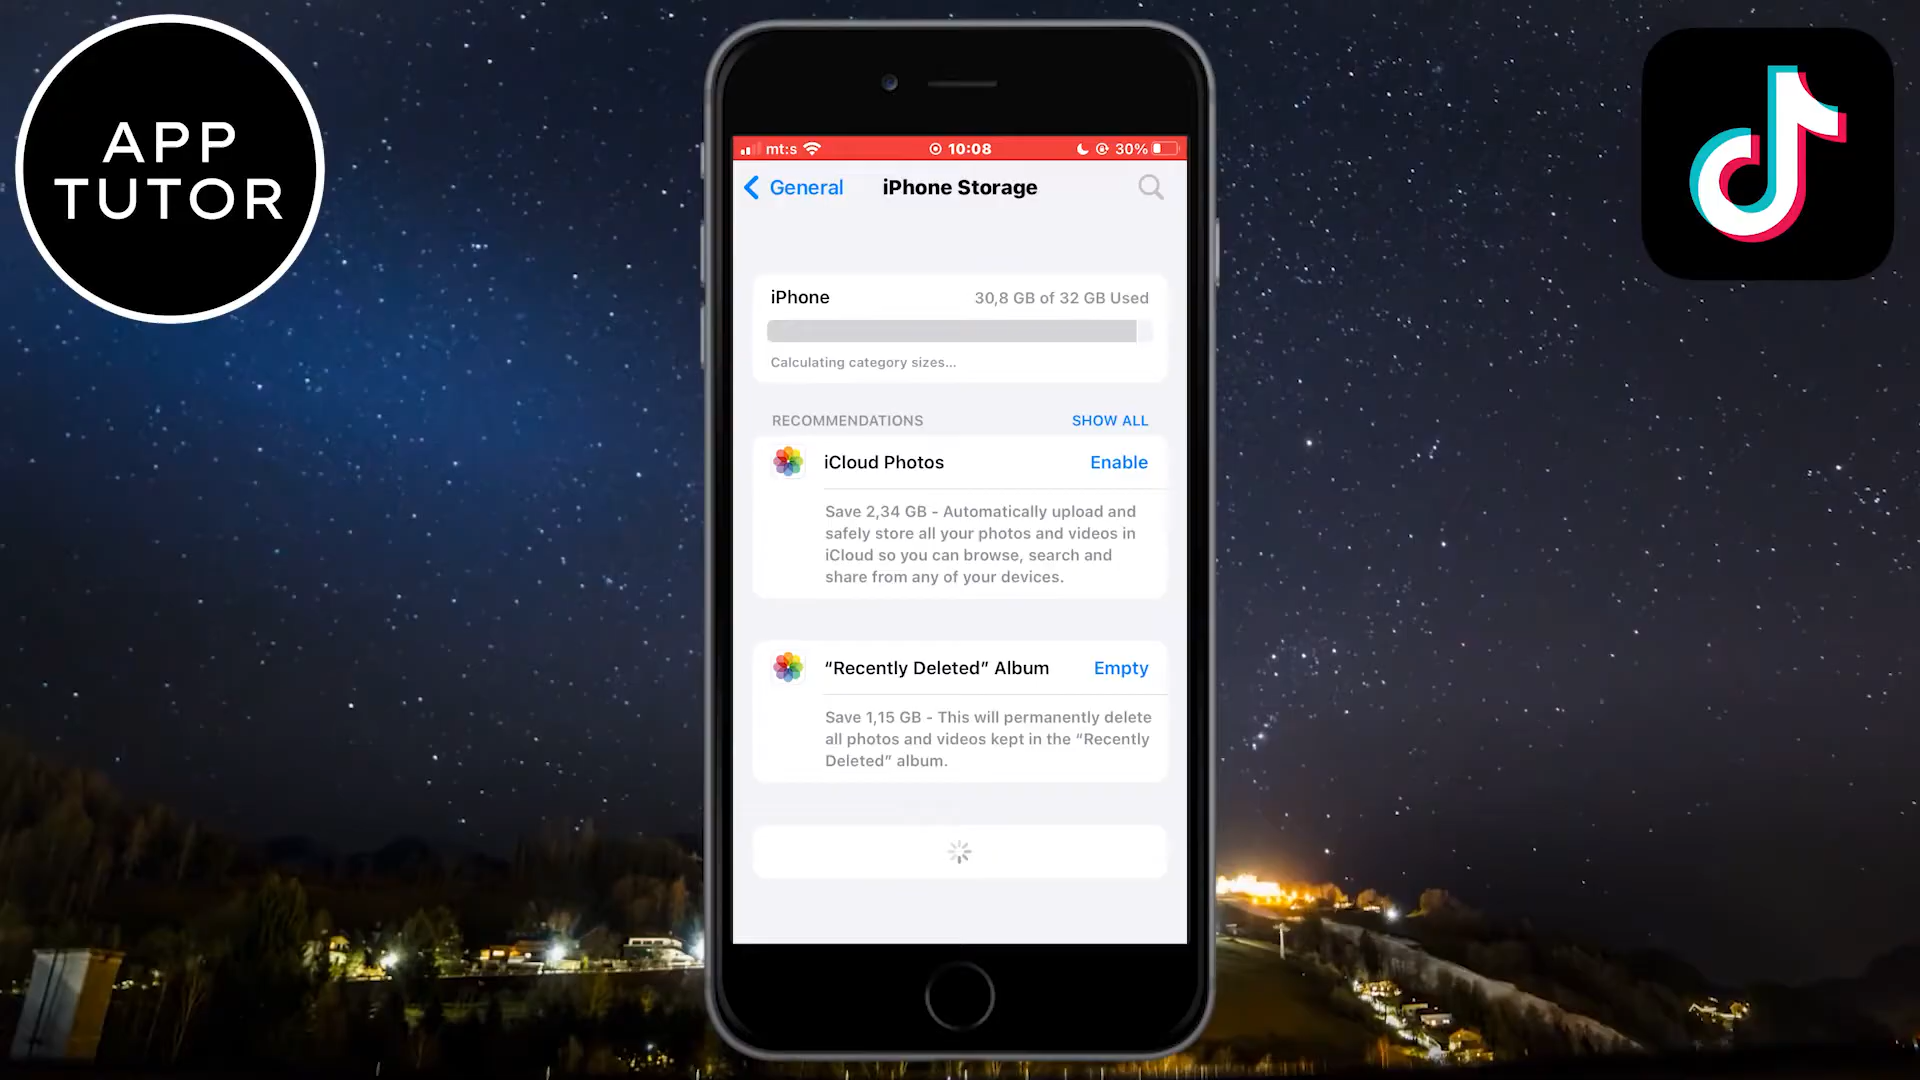 APP
TUTOR
mt:s
10:08
30%
General
iPhone Storage
iPhone
30,8 GB of 32 GB Used
Calculating category sizes...
RECOMMENDATIONS
SHOW ALL
iCloud Photos
Enable
Save 2,34 GB - Automatically upload and
safely store all your photos and videos in
iCloud so you can browse, search and
share from any of your devices.
“Recently Deleted” Album
Empty
Save 1,15 GB - This will permanently delete
all photos and videos kept in the “Recently
Deleted” album.